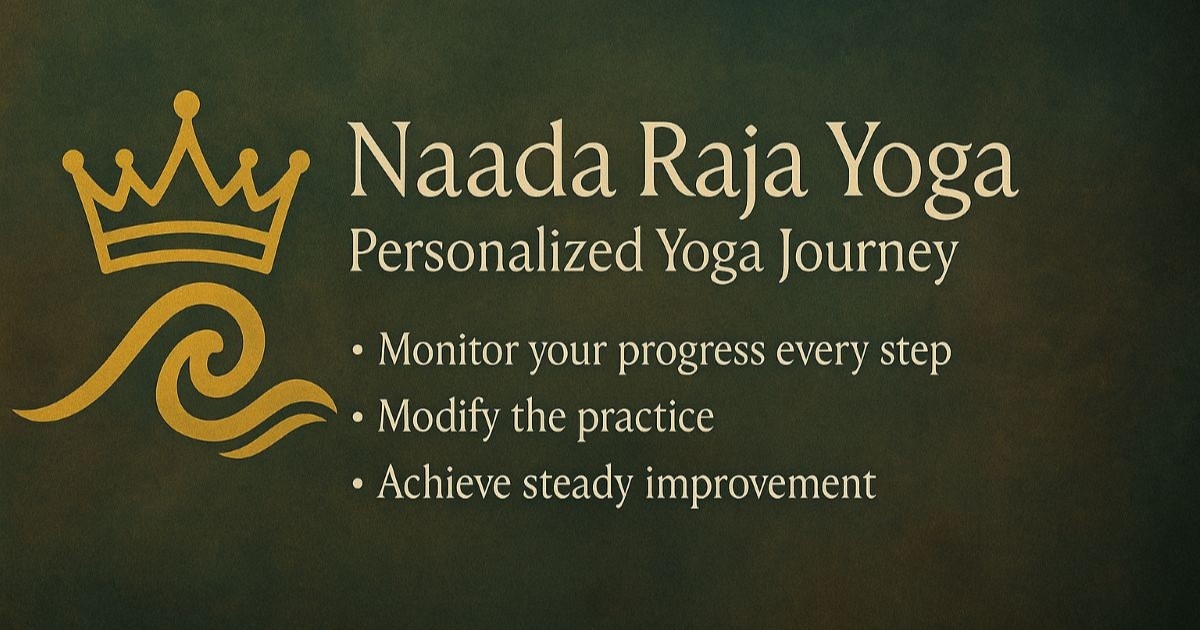 Naada Raja Yoga
Personalized Yoga Journey
• Monitor your progress every step
• Modify the practice
• Achieve steady improvement